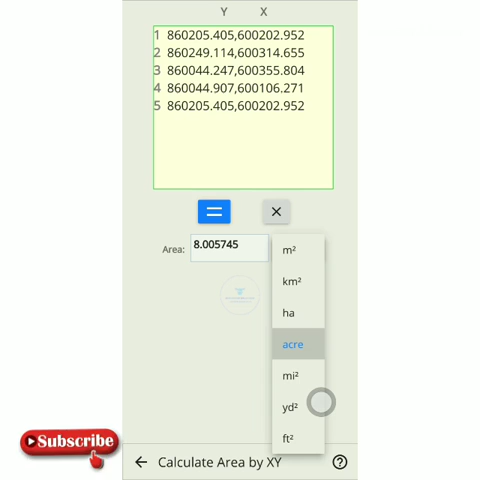 Y X
1 860205.405,600202.952
2 860249.114,600314.655
3 860044.247,600355.804
4 860044.907,600106.271
5 860205.405,600202.952
Area: 8.005745
m²
km²
ha
acre
mi²
yd²
ft²
Subscribe
Calculate Area by XY